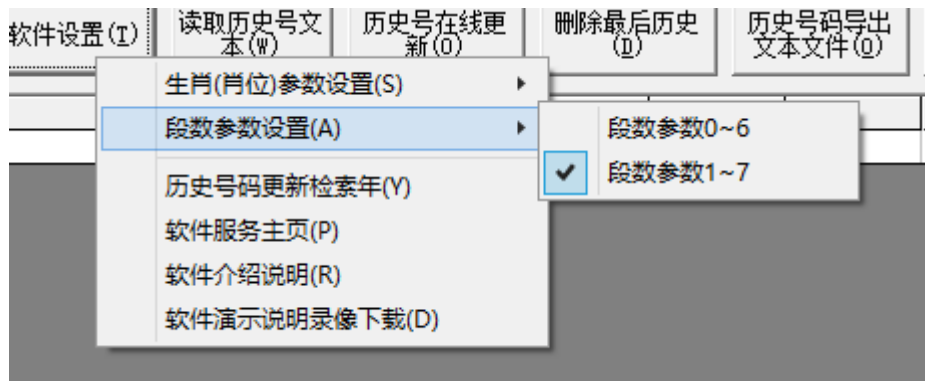 软件设置(I)
读取历史号文
本(W)
历史号在线更
新(O)
删除最后历史
(D)
历史号码导出
文本文件(O)
生肖(肖位)参数设置(S)
段数参数设置(A)
段数参数0~6
段数参数1~7
历史号码更新检索年(Y)
软件服务主页(P)
软件介绍说明(R)
软件演示说明录像下载(D)